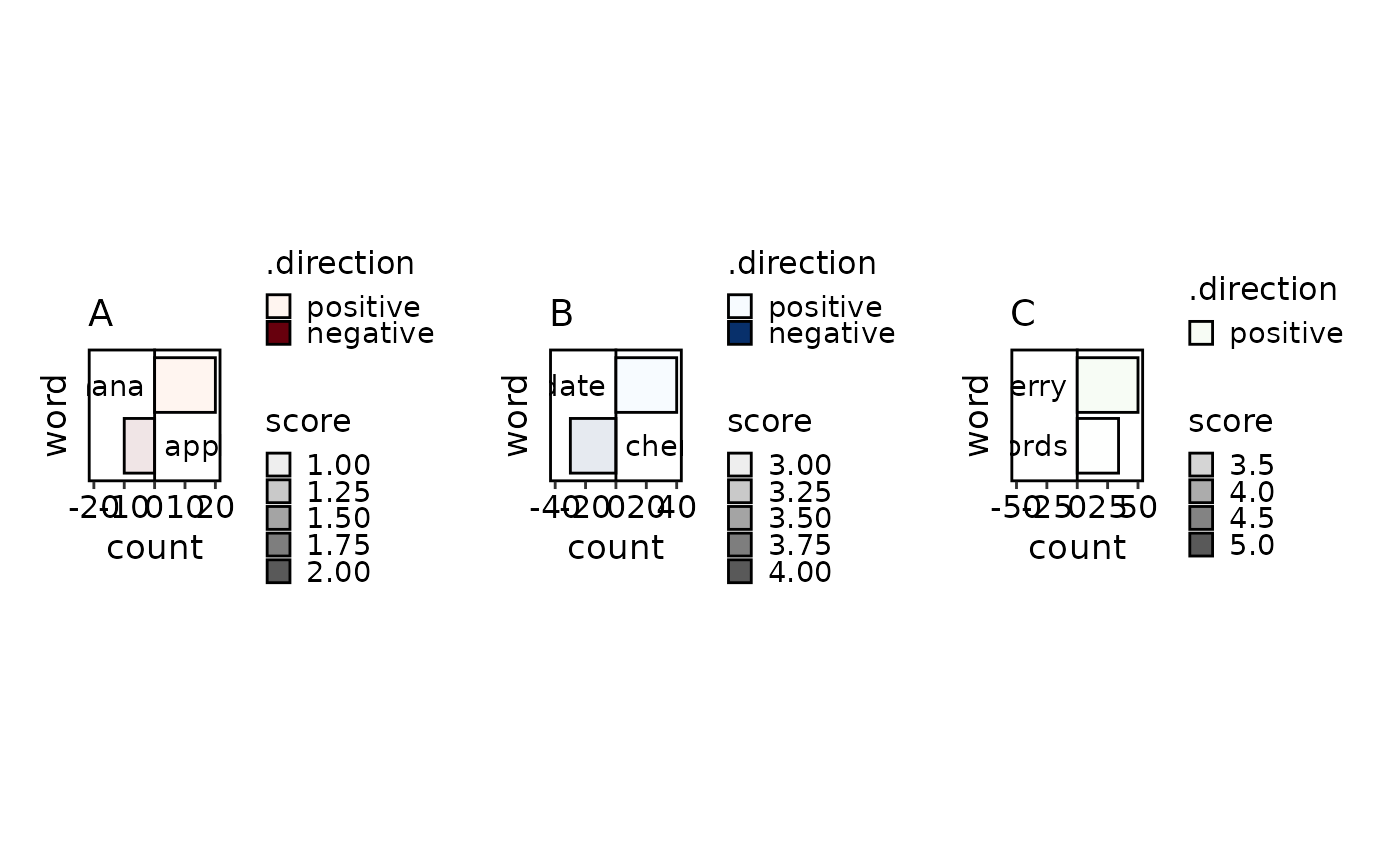 A
word
ana
app
-20
-10
0
10
20
count
.direction
positive
negative
score
1.00
1.25
1.50
1.75
2.00
B
word
date
che
-40
-20
0
20
40
count
.direction
positive
negative
score
3.00
3.25
3.50
3.75
4.00
C
word
erry
ords
-50
-25
0
25
50
count
.direction
positive
score
3.5
4.0
4.5
5.0